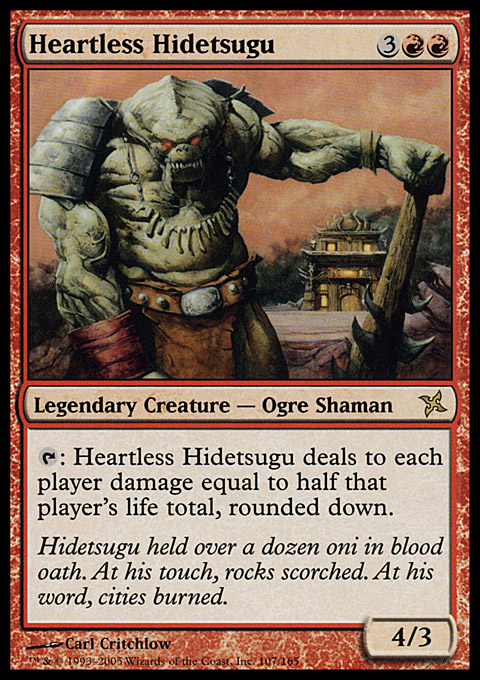 Heartless Hidetsugu 3
Legendary Creature — Ogre Shaman
: Heartless Hidetsugu deals to each
player damage equal to half that
player's life total, rounded down.
Hidetsugu held over a dozen oni in blood
oath. At his touch, rocks scorched. At his
word, cities burned.
4/3
Carl Critchlow
™ & © 1993-2005 Wizards of the Coast, Inc. 107/165